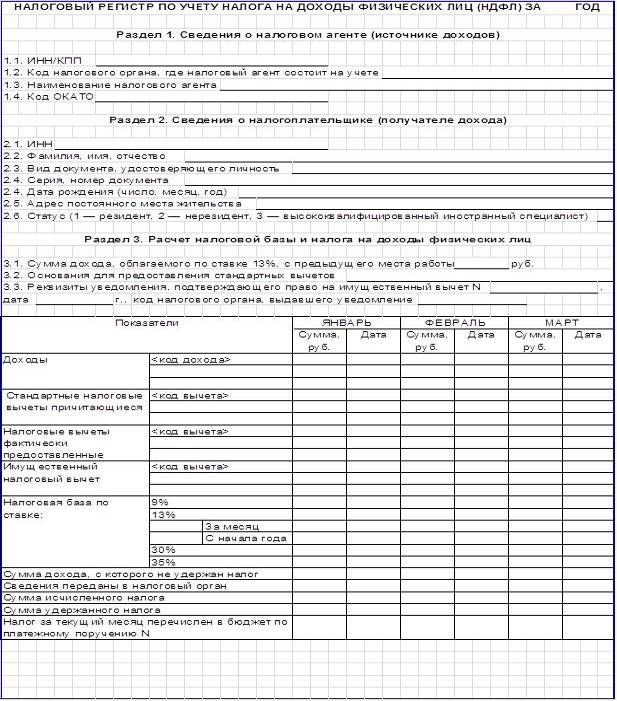 НАЛОГОВЫЙ РЕГИСТР ПО УЧЕТУ НАЛОГА НА ДОХОДЫ ФИЗИЧЕСКИХ ЛИЦ (НДФЛ) ЗА ГОД
Раздел 1. Сведения о налоговом агенте (источнике доходов)
1.1. ИНН/КПП
1.2. Код налогового органа, где налоговый агент состоит на учете
1.3. Наименование налогового агента
1.4. Код ОКАТО
Раздел 2. Сведения о налогоплательщике (получателе дохода)
2.1. ИНН
2.2. Фамилия, имя, отчество
2.3. Вид документа, удостоверяющего личность
2.4. Серия, номер документа
2.4. Дата рождения (число, месяц, год)
2.5. Адрес постоянного места жительства
2.6. Статус (1 — резидент, 2 — нерезидент, 3 — высококвалифицированный иностранный специалист)
Раздел 3. Расчет налоговой базы и налога на доходы физических лиц
3.1. Сумма дохода, облагаемого по ставке 13%, с предыдущего места работы руб.
3.2. Основания для предоставления стандартных вычетов
3.3. Реквизиты уведомления, подтверждающего право на имущественный вычет N ,
дата г., код налогового органа, выдавшего уведомление
Показатели ЯНВАРЬ ФЕВРАЛЬ МАРТ
Сумма, руб. Дата Сумма, руб. Дата Сумма, руб. Дата
Доходы <код дохода>
Стандартные налоговые <код вычета>
вычеты причитающиеся
Налоговые вычеты <код вычета>
фактически
предоставленные
Имущественный <код вычета>
налоговый вычет
Налоговая база по 9%
ставке: 13%
За месяц
С начала года
30%
35%
Сумма дохода, с которого не удержан налог
Сведения переданы в налоговый орган
Сумма исчисленного налога
Сумма удержанного налога
Налог за текущий месяц перечислен в бюджет по
платежному поручению N